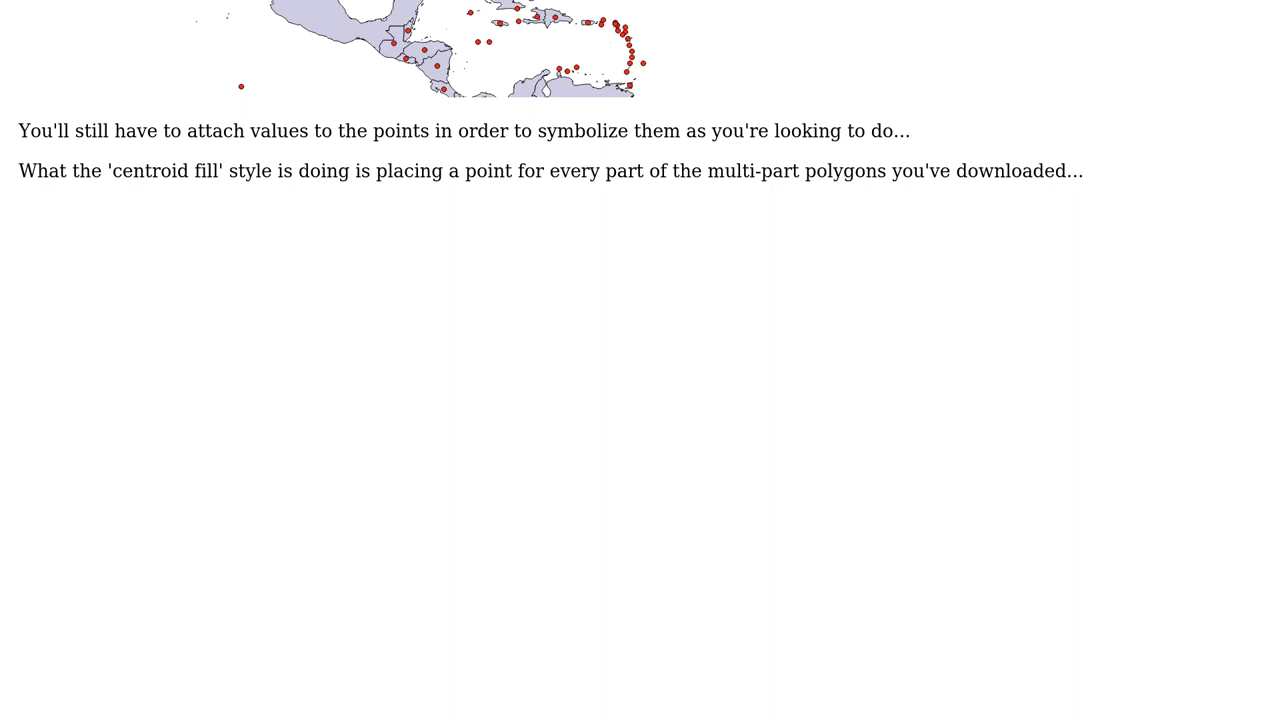 You'll still have to attach values to the points in order to symbolize them as you're looking to do...
What the 'centroid fill' style is doing is placing a point for every part of the multi-part polygons you've downloaded...